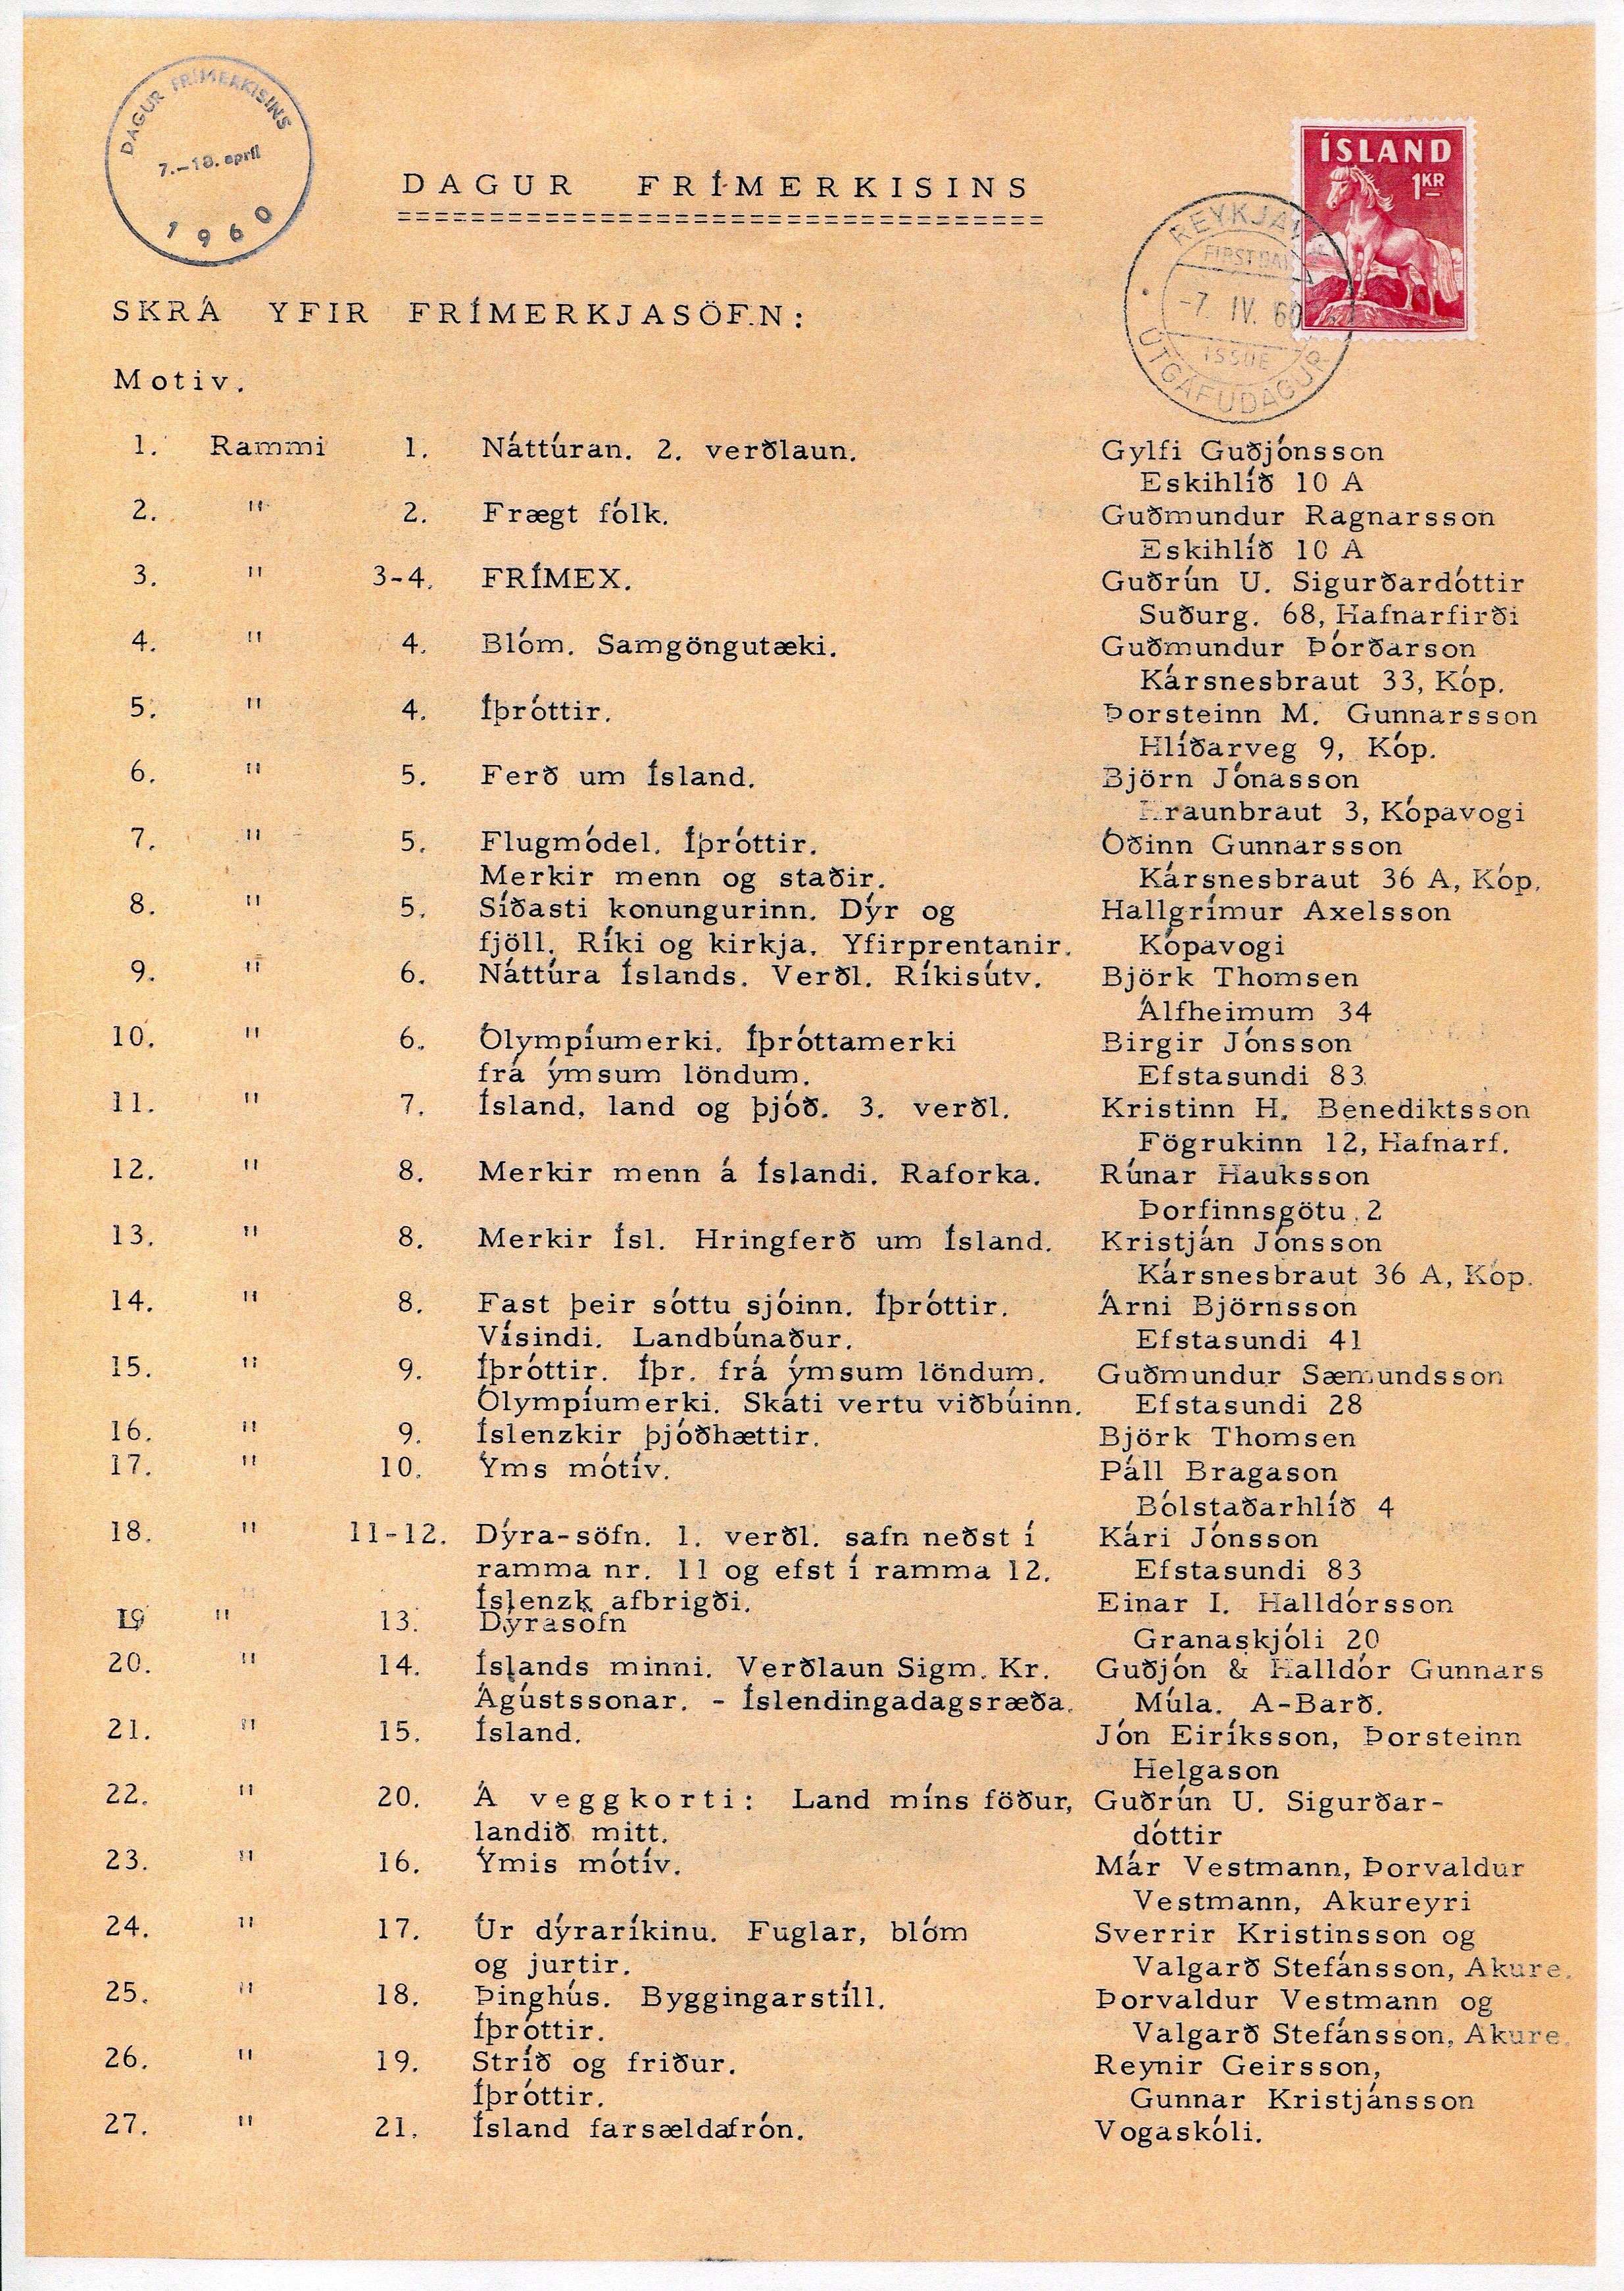 DAGUR FRÍMERKISINS
7.-18. apríl
1960
ÍSLAND
1KR
REYKJAVÍK
FIRST DAY
-7. IV. 60
ISSUE
ÚTGÁFUDAGUR
DAGUR FRÍMERKISINS
===================================
SKRÁ YFIR FRÍMERKJASÖFN:
Motiv.
1. Rammi 1. Náttúran. 2. verðlaun. Gylfi Guðjónsson
Eskihlíð 10 A
2. " 2. Frægt fólk. Guðmundur Ragnarsson
Eskihlíð 10 A
3. " 3-4. FRÍMEX. Guðrún U. Sigurðardóttir
Suðurg. 68, Hafnarfirði
4. " 4. Blóm. Samgöngutæki. Guðmundur Þórðarson
Kársnesbraut 33, Kóp.
5. " 4. Íþróttir. Þorsteinn M. Gunnarsson
Hlíðarveg 9, Kóp.
6. " 5. Ferð um Ísland. Björn Jónasson
Hraunbraut 3, Kópavogi
7. " 5. Flugmódel. Íþróttir. Óðinn Gunnarsson
Merkir menn og staðir. Kársnesbraut 36 A, Kóp.
8. " 5. Síðasti konungurinn. Dýr og Hallgrímur Axelsson
fjöll. Ríki og kirkja. Yfirprentanir. Kópavogi
9. " 6. Náttúra Íslands. Verðl. Ríkisútv. Björk Thomsen
Álfheimum 34
10. " 6. Ólympíumerki. Íþróttamerki Birgir Jónsson
frá ýmsum löndum. Efstasundi 83
11. " 7. Ísland, land og þjóð. 3. verðl. Kristinn H. Benediktsson
Fögrukinn 12, Hafnarf.
12. " 8. Merkir menn á Íslandi. Raforka. Rúnar Hauksson
Þorfinnsgötu 2
13. " 8. Merkir Ísl. Hringferð um Ísland. Kristján Jónsson
Kársnesbraut 36 A, Kóp.
14. " 8. Fast þeir sóttu sjóinn. Íþróttir. Árni Björnsson
Vísindi. Landbúnaður. Efstasundi 41
15. " 9. Íþróttir. Íþr. frá ýmsum löndum. Guðmundur Sæmundsson
Ólympíumerki. Skáti vertu viðbúinn. Efstasundi 28
16. " 9. Íslenzkir þjóðhættir. Björk Thomsen
17. " 10. Ýms mótív. Páll Bragason
Bólstaðarhlíð 4
18. " 11-12. Dýra-söfn. 1. verðl. safn neðst í Kári Jónsson
ramma nr. 11 og efst í ramma 12. Efstasundi 83
Íslenzk afbrigði. Einar I. Halldórsson
19 " 13. Dýrasöfn
Granaskjóli 20
20. " 14. Íslands minni. Verðlaun Sigm. Kr. Guðjón & Halldór Gunnars
Ágústssonar. - Íslendingadagsræða. Múla. A-Barð.
21. " 15. Ísland. Jón Eiríksson, Þorsteinn
Helgason
22. " 20. Á veggkorti: Land míns föður, Guðrún U. Sigurðar-
landið mitt. dóttir
23. " 16. Ýmis mótív. Már Vestmann, Þorvaldur
Vestmann, Akureyri
24. " 17. Úr dýraríkinu. Fuglar, blóm Sverrir Kristinsson og
og jurtir. Valgarð Stefánsson, Akure.
25. " 18. Þinghús. Byggingarstíll. Þorvaldur Vestmann og
Íþróttir. Valgarð Stefánsson, Akure.
26. " 19. Stríð og friður. Reynir Geirsson,
Íþróttir. Gunnar Kristjánsson
27. " 21. Ísland farsældafrón. Vogaskóli.